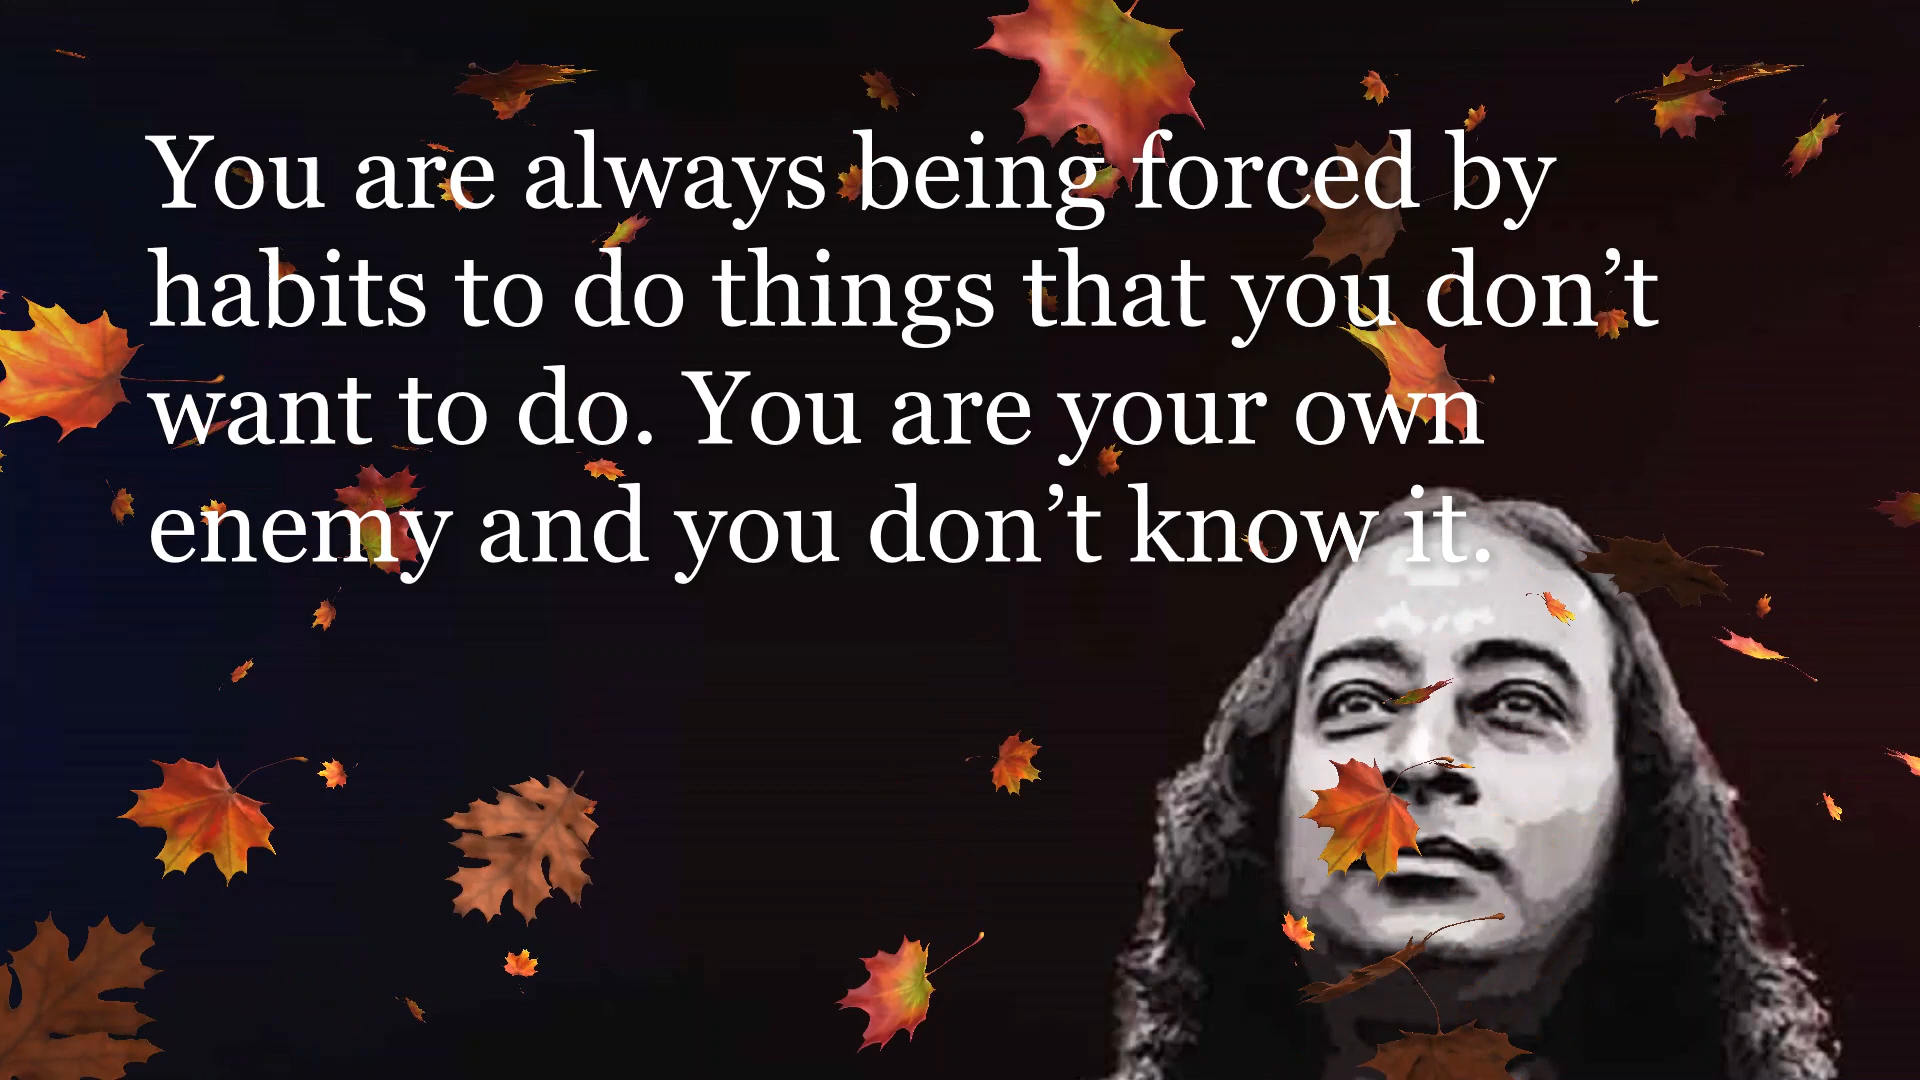 You are always being forced by
habits to do things that you don’t
want to do. You are your own
enemy and you don’t know it.